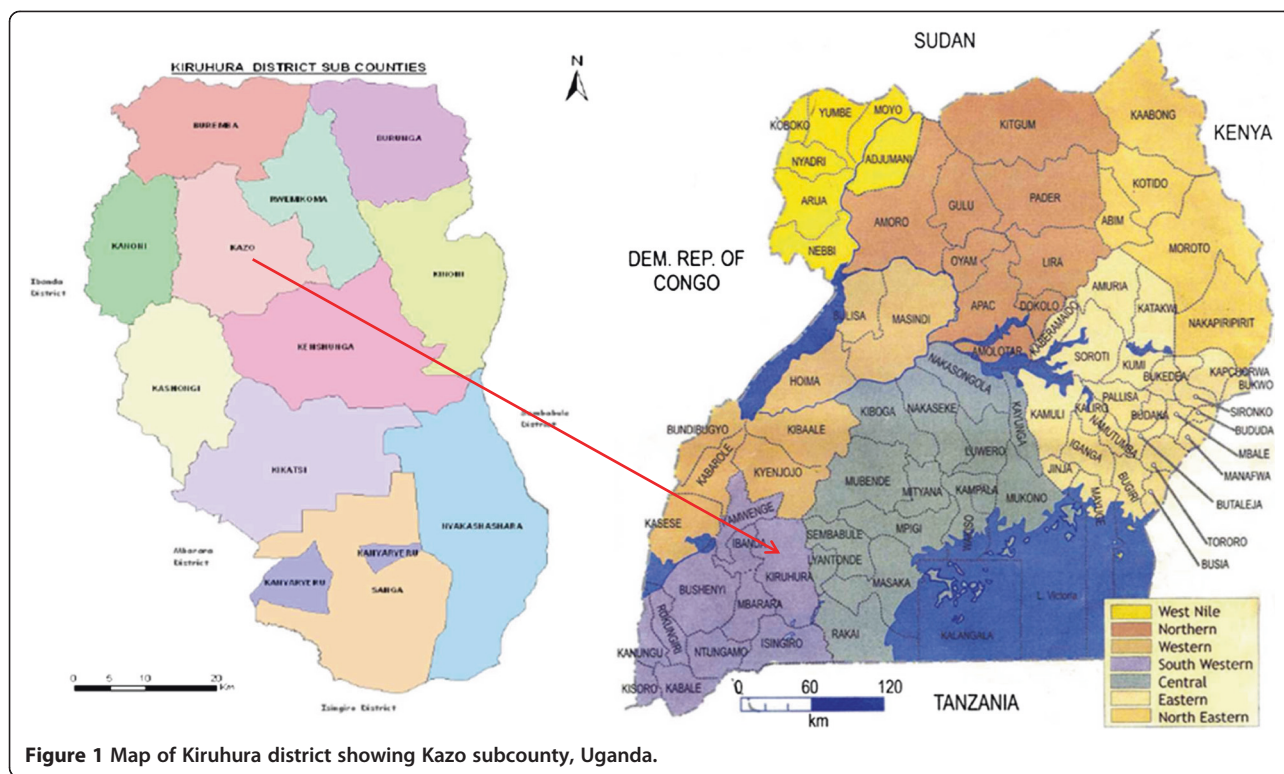 KIRUHURA DISTRICT SUB COUNTIES
N
BUREMBA
BURUNGA
RWEMIKOMA
KANONI
KAZO
KINONI
Ibanda
District
KENSHUNGA
KASHONGI
Sembabule
District
KIKATSI
NYAKASHASHARA
Mbarara
District
KANYARYERU
KANYARYERU
SANGA
0 10 20
Km
Isingiro District
SUDAN
KENYA
DEM. REP. OF
CONGO
TANZANIA
KOBOKO
YUMBE
MOYO
ADJUMANI
NYADRI
ARUA
NEBBI
KITGUM
KAABONG
KOTIDO
ABIM
MOROTO
AMORO
GULU
PADER
OYAM
LIRA
APAC
DOKOLO
AMOLOTAR
KABERAMAIDO
AMURIA
KATAKWI
NAKAPIRIPIRIT
SOROTI
KUMI
BUKEDEA
KAPCHORWA
BUKWO
SIRONKO
BUDUDA
MBALE
MANAFWA
BUTALEJA
TORORO
BUSIA
BULISA
MASINDI
HOIMA
NAKASONGOLA
KIBOGA
NAKASEKE
KAYUNGA
KAMULI
KALIRO
PALLISA
BUDAKA
NAMUTUMBA
IGANGA
JINJA
BUGIRI
MAYUGE
BUNDIBUGYO
KIBAALE
KABAROLE
KYENJOJO
LUWERO
MUBENDE
MITYANA
KAMPALA
MUKONO
WAKISO
MPIGI
KASESE
KAMWENGE
IBANDA
SEMBABULE
LYANTONDE
MASAKA
KIRUHURA
BUSHENYI
MBARARA
RUKUNGIRI
KANUNGU
NTUNGAMO
ISINGIRO
RAKAI
KALANGALA
L. Victoria
KISORO
KABALE
0 60 120
km
West Nile
Northern
Western
South Western
Central
Eastern
North Eastern
Figure 1 Map of Kiruhura district showing Kazo subcounty, Uganda.